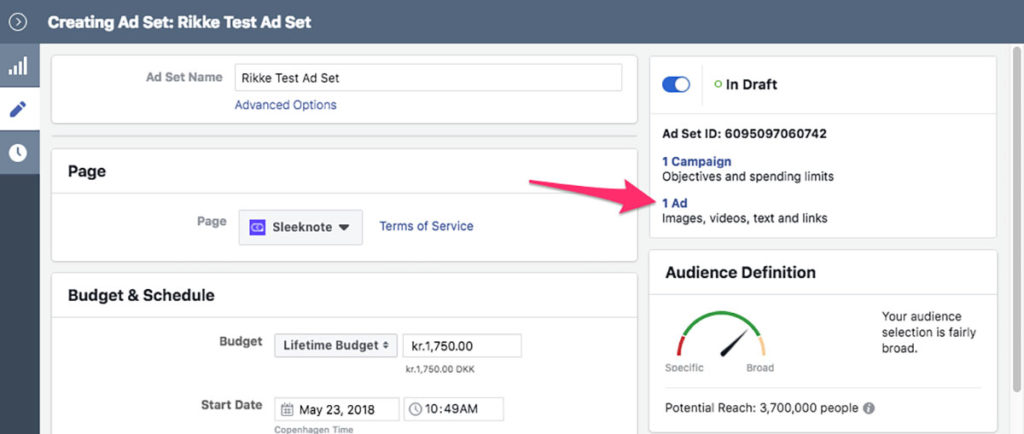 Creating Ad Set: Rikke Test Ad Set
Ad Set Name
Rikke Test Ad Set
Advanced Options
Page
Page
Sleeknote
Terms of Service
Budget & Schedule
Budget
Lifetime Budget
kr.1,750.00
kr.1,750.00 DKK
Start Date
May 23, 2018
10:49AM
Copenhagen Time
In Draft
Ad Set ID: 6095097060742
1 Campaign
Objectives and spending limits
1 Ad
Images, videos, text and links
Audience Definition
Specific
Broad
Your audience
selection is fairly
broad.
Potential Reach: 3,700,000 people